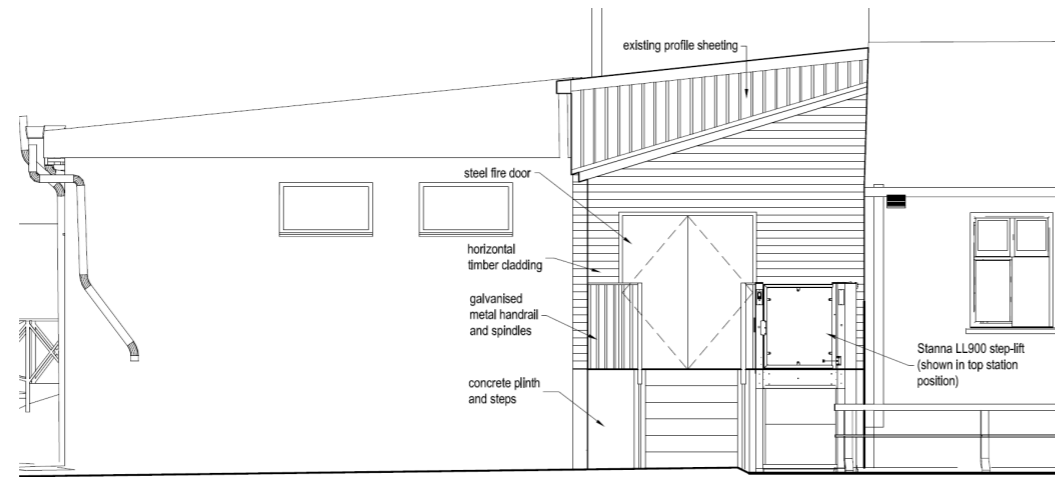 existing profile sheeting
steel fire door
horizontal
timber cladding
galvanised
metal handrail
and spindles
Stanna LL900 step-lift
(shown in top station
position)
concrete plinth
and steps